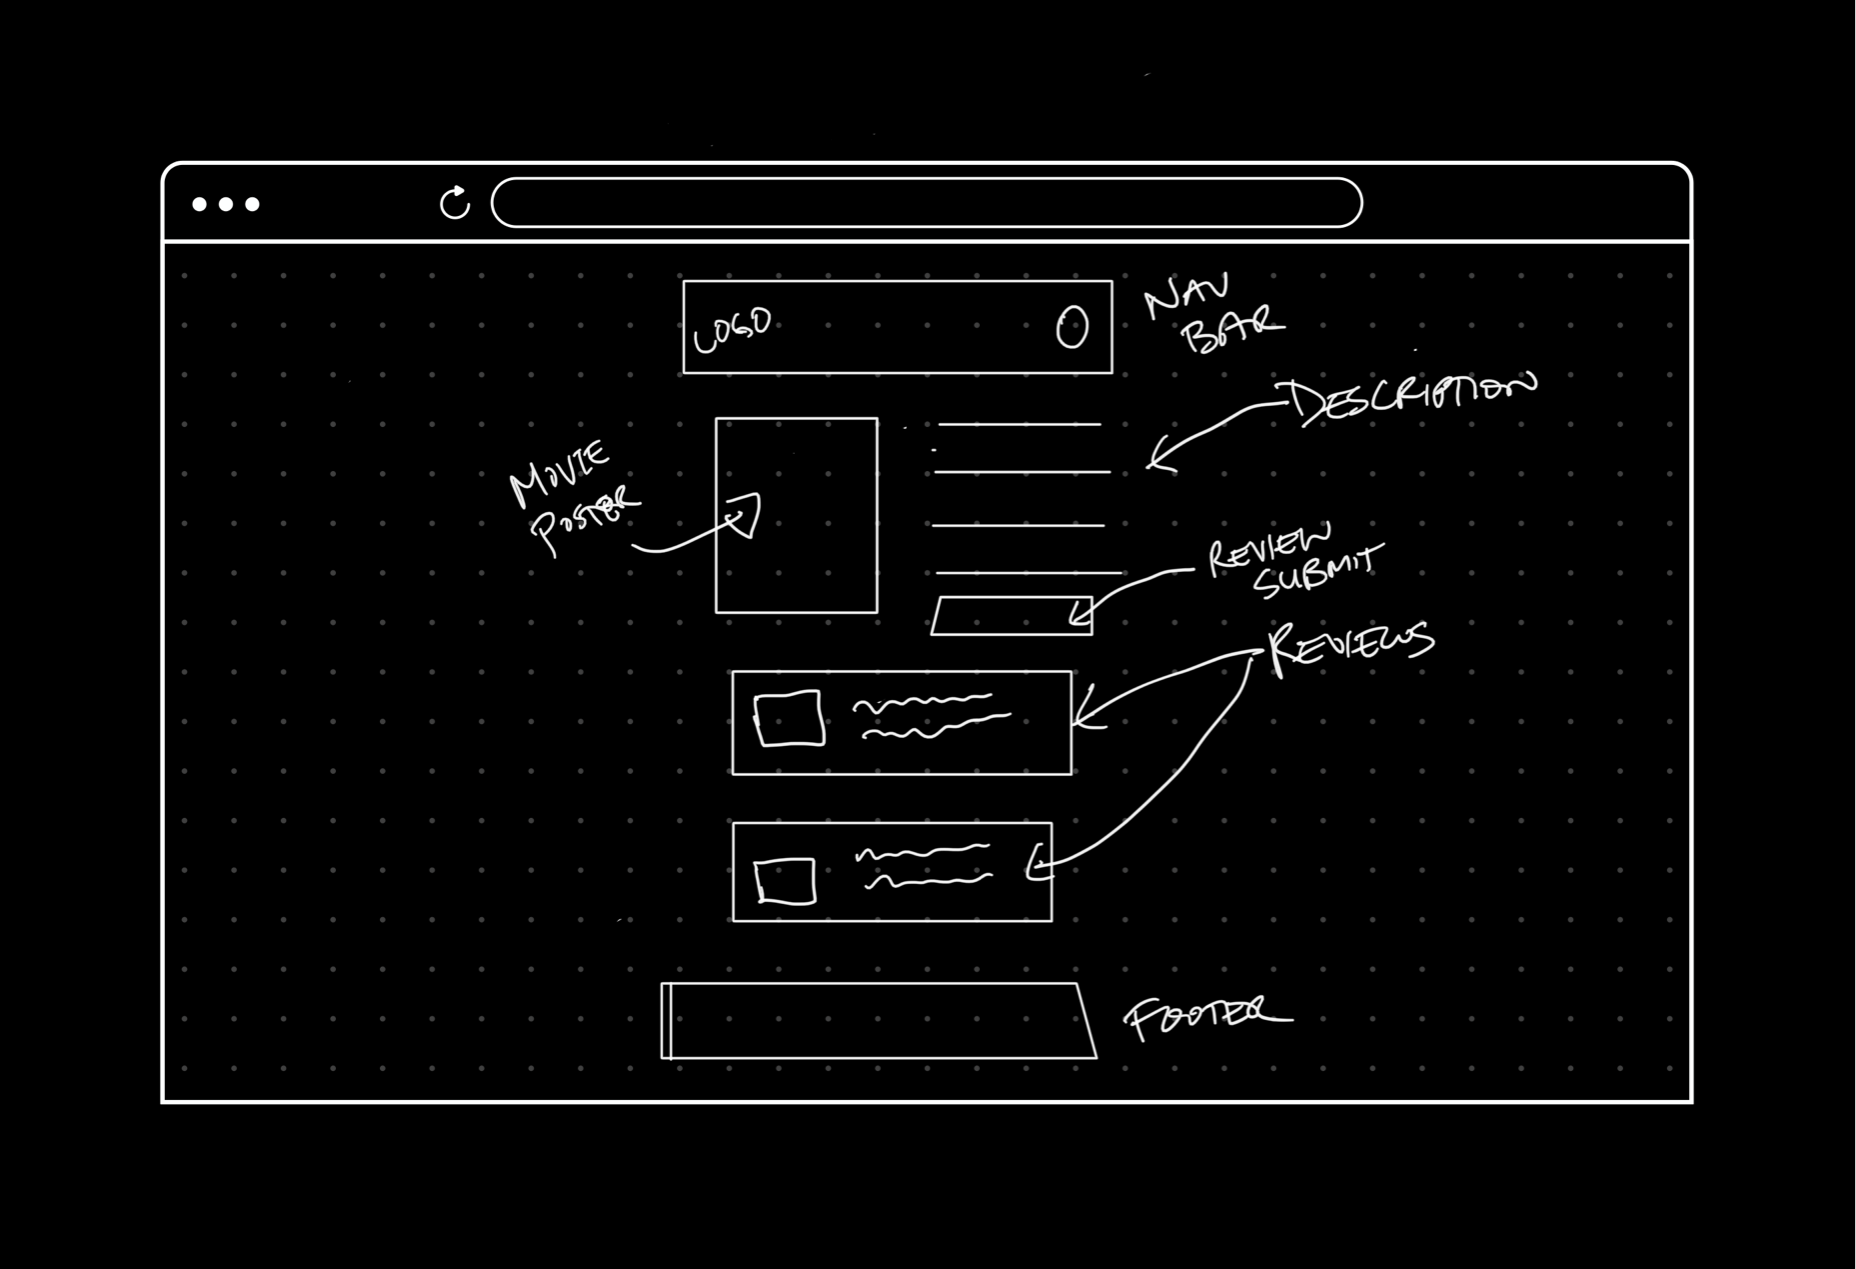 LOGO
NAV
BAR
DESCRIPTION
MOVIE
POSTER
REVIEW
SUBMIT
REVIEWS
FOOTER